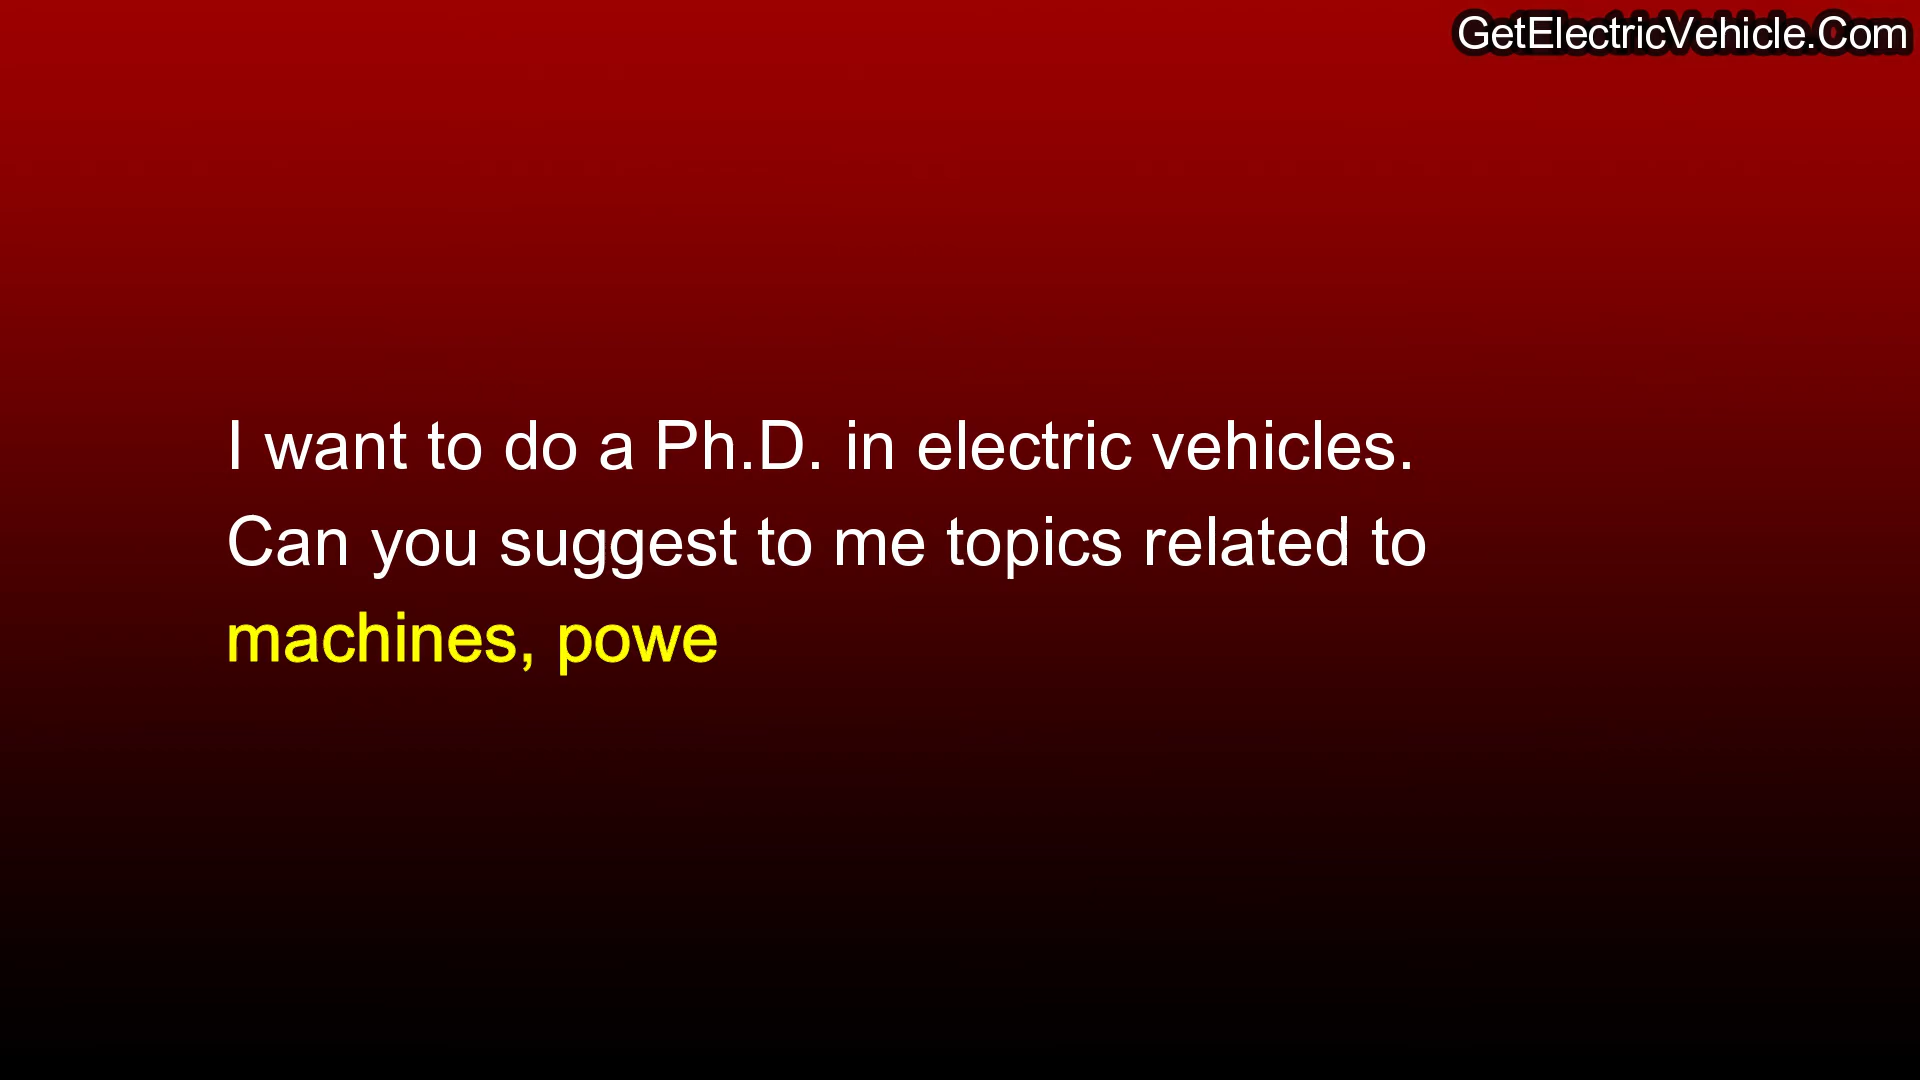 GetElectricVehicle.Com
I want to do a Ph.D. in electric vehicles.
Can you suggest to me topics related to
machines, powe